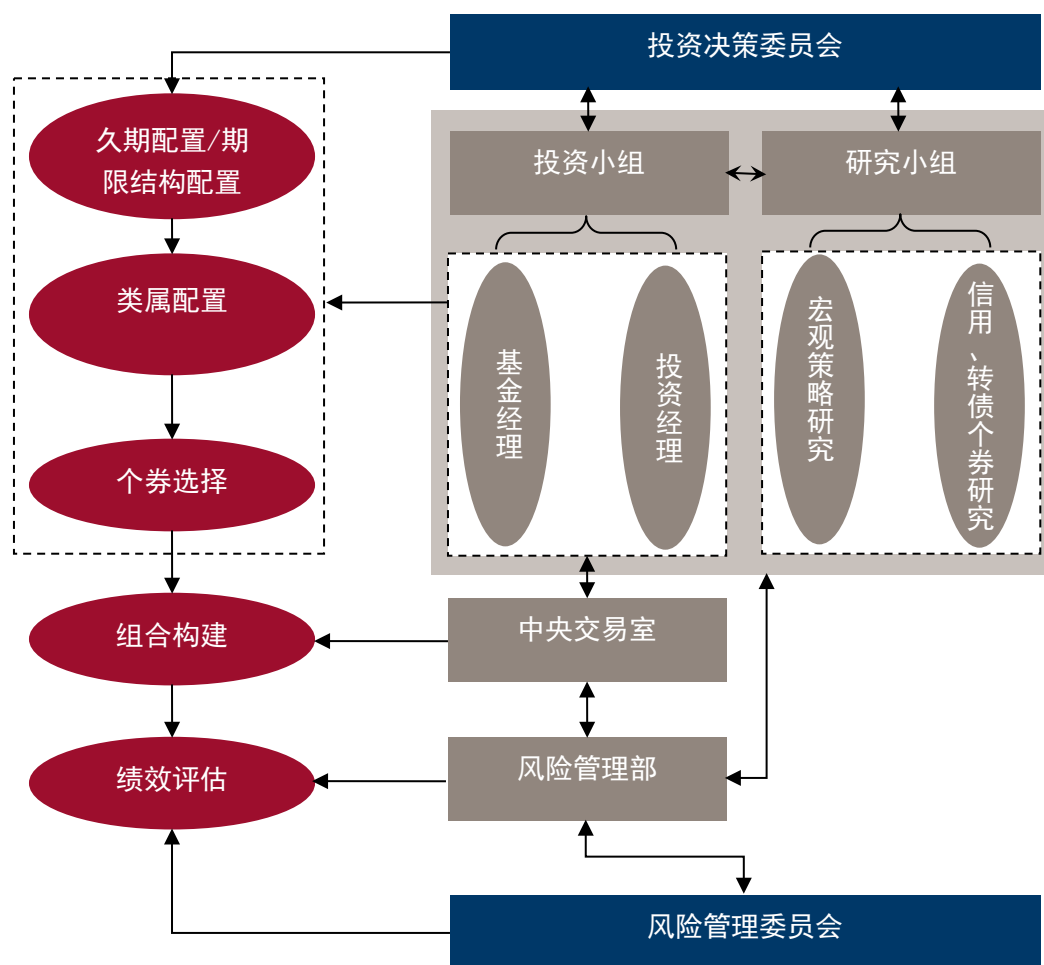 投资决策委员会
久期配置/期
限结构配置
投资小组
研究小组
类属配置
基金经理
投资经理
宏观策略研究
信用、转债个券研究
个券选择
组合构建
中央交易室
绩效评估
风险管理部
风险管理委员会